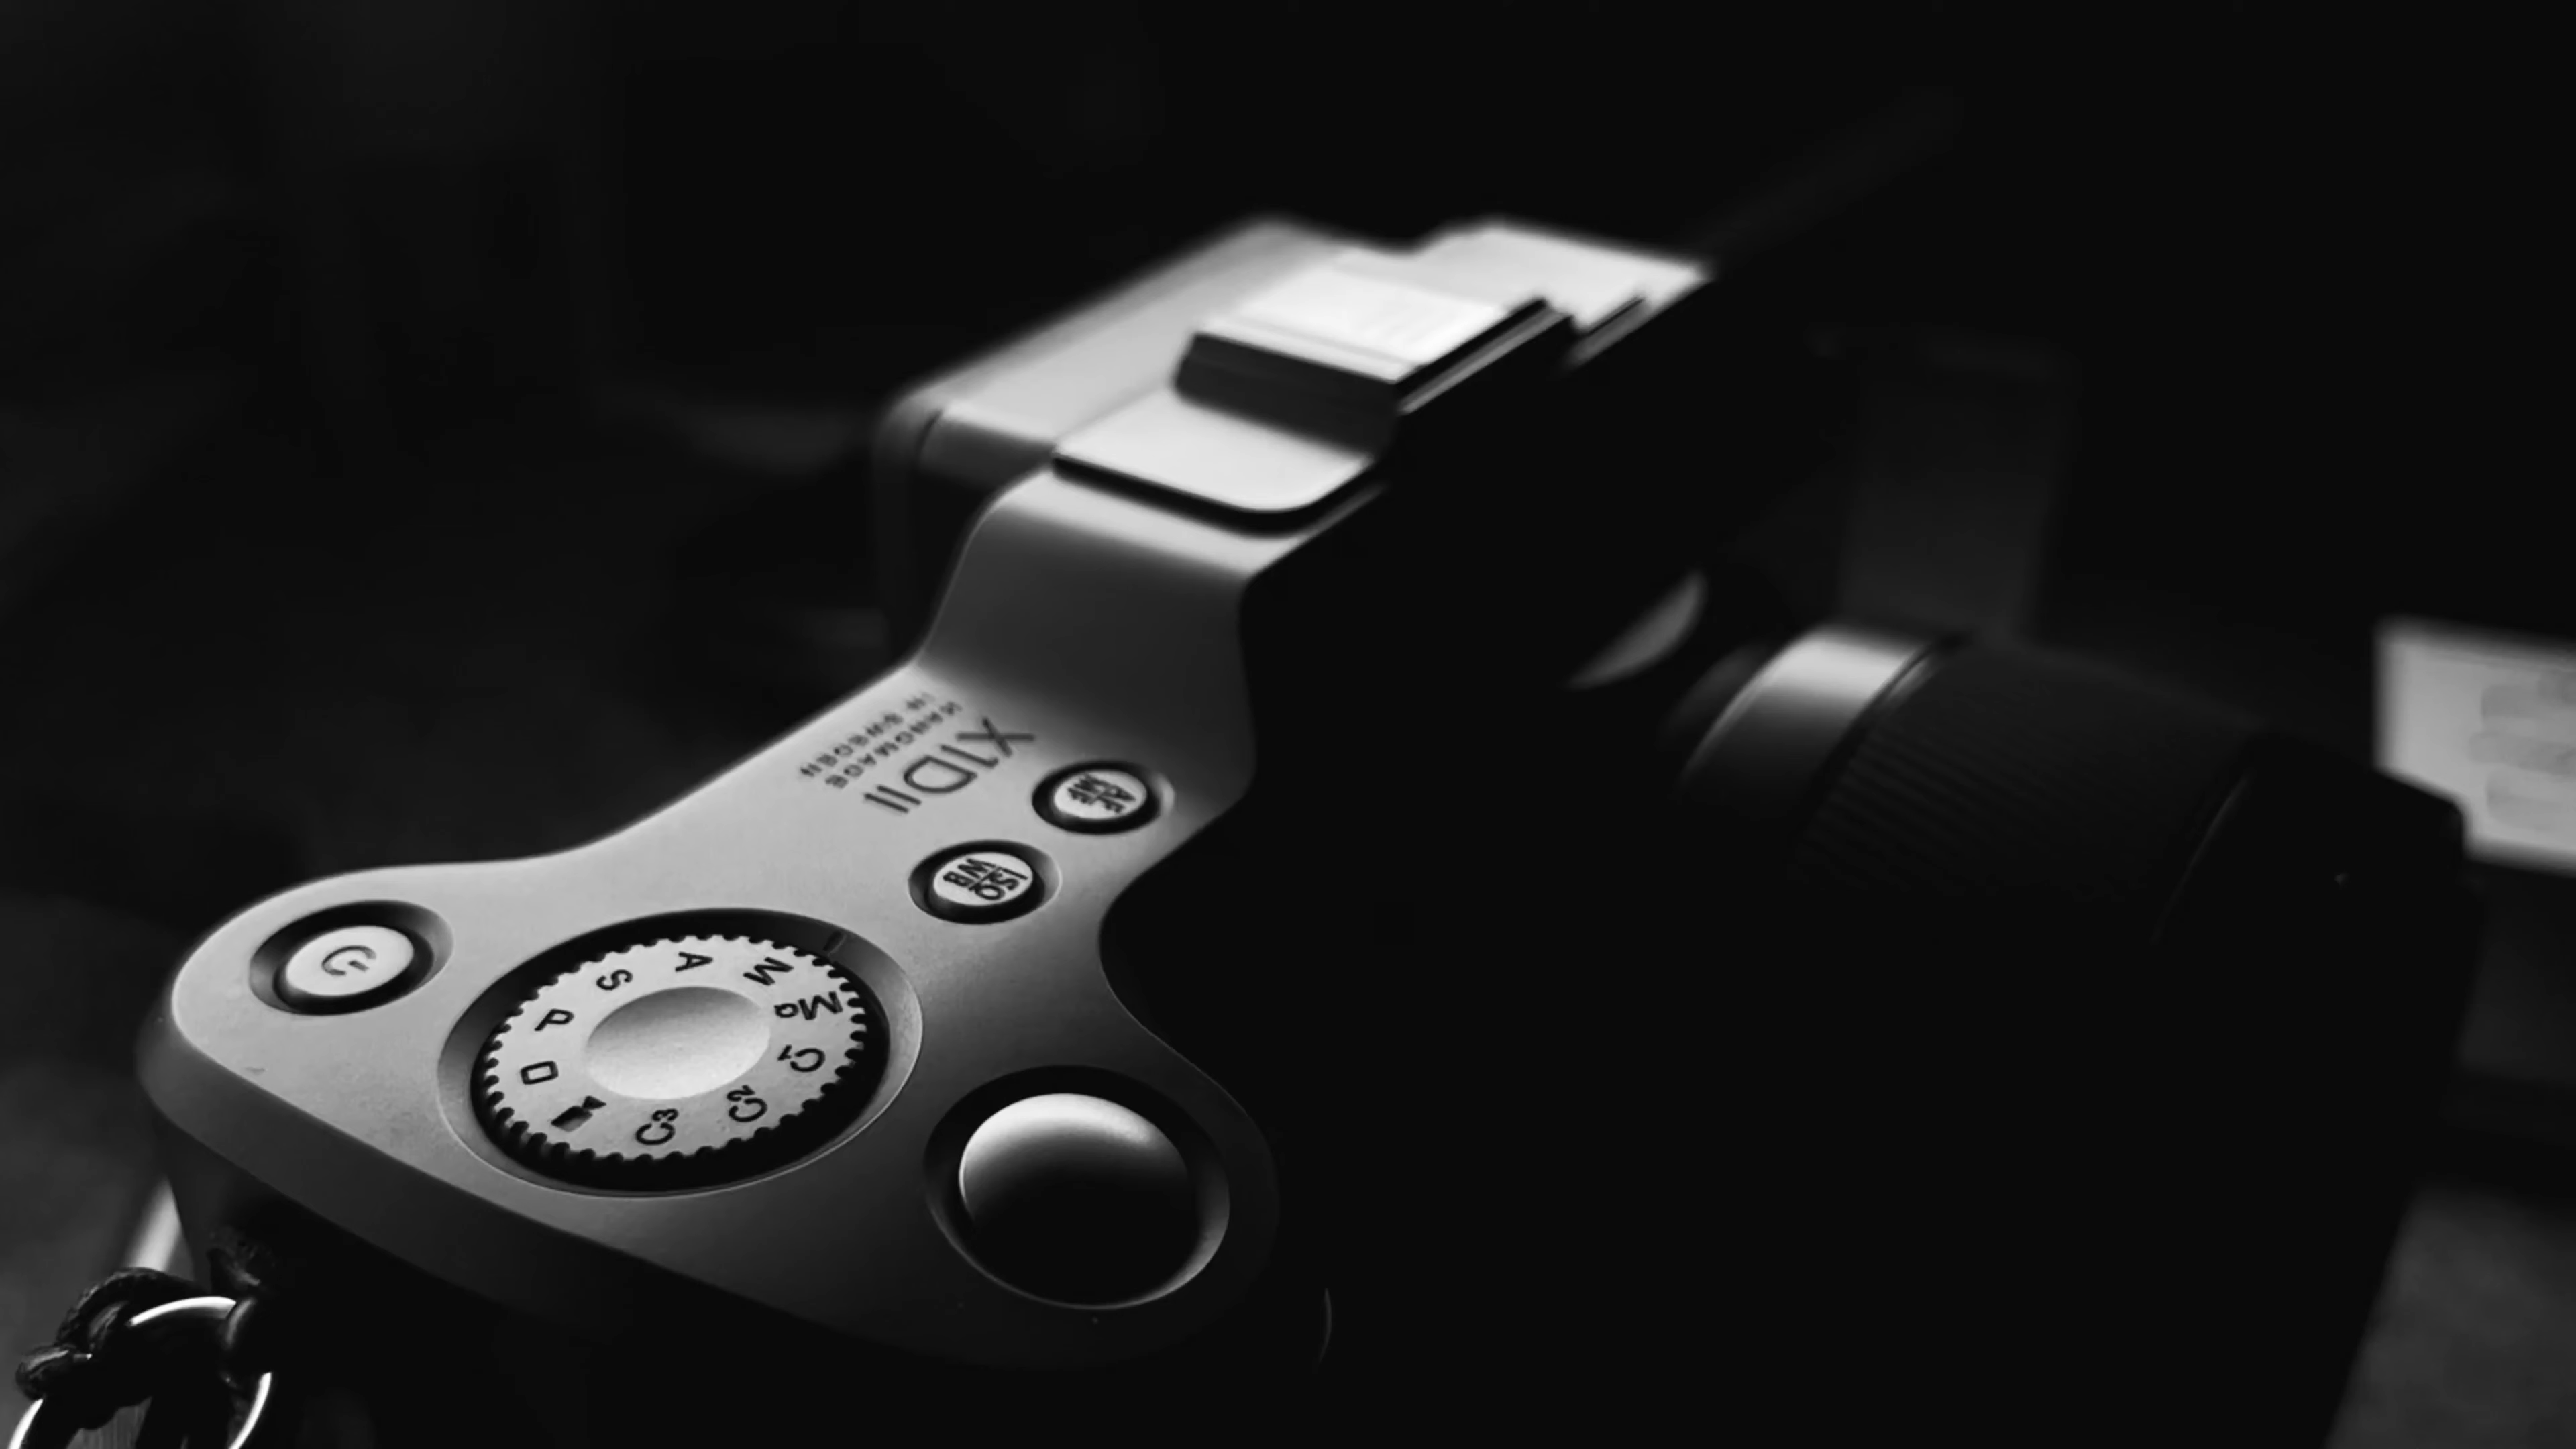 X1D II
HANDMADE
IN SWEDEN
AF
MF
ISO
WB
M
A
S
P
C3
C2
C1
MQ